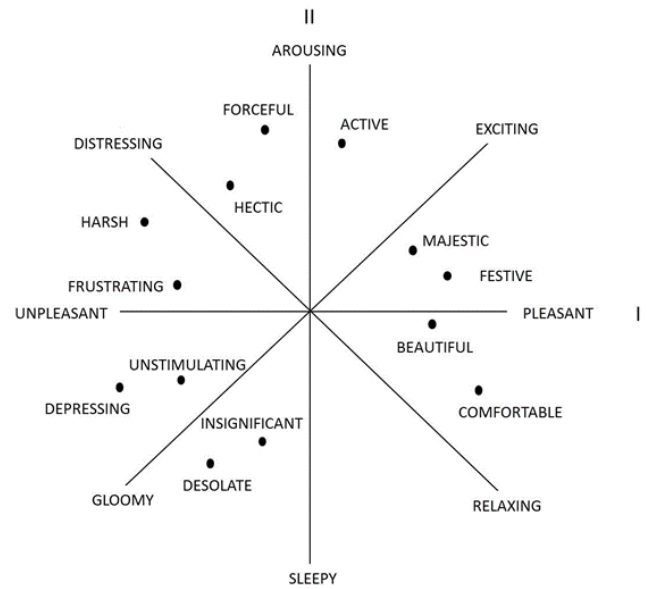 II
AROUSING
FORCEFUL
ACTIVE
EXCITING
DISTRESSING
HECTIC
HARSH
MAJESTIC
FESTIVE
FRUSTRATING
UNPLEASANT
PLEASANT
I
BEAUTIFUL
UNSTIMULATING
DEPRESSING
COMFORTABLE
INSIGNIFICANT
DESOLATE
GLOOMY
RELAXING
SLEEPY